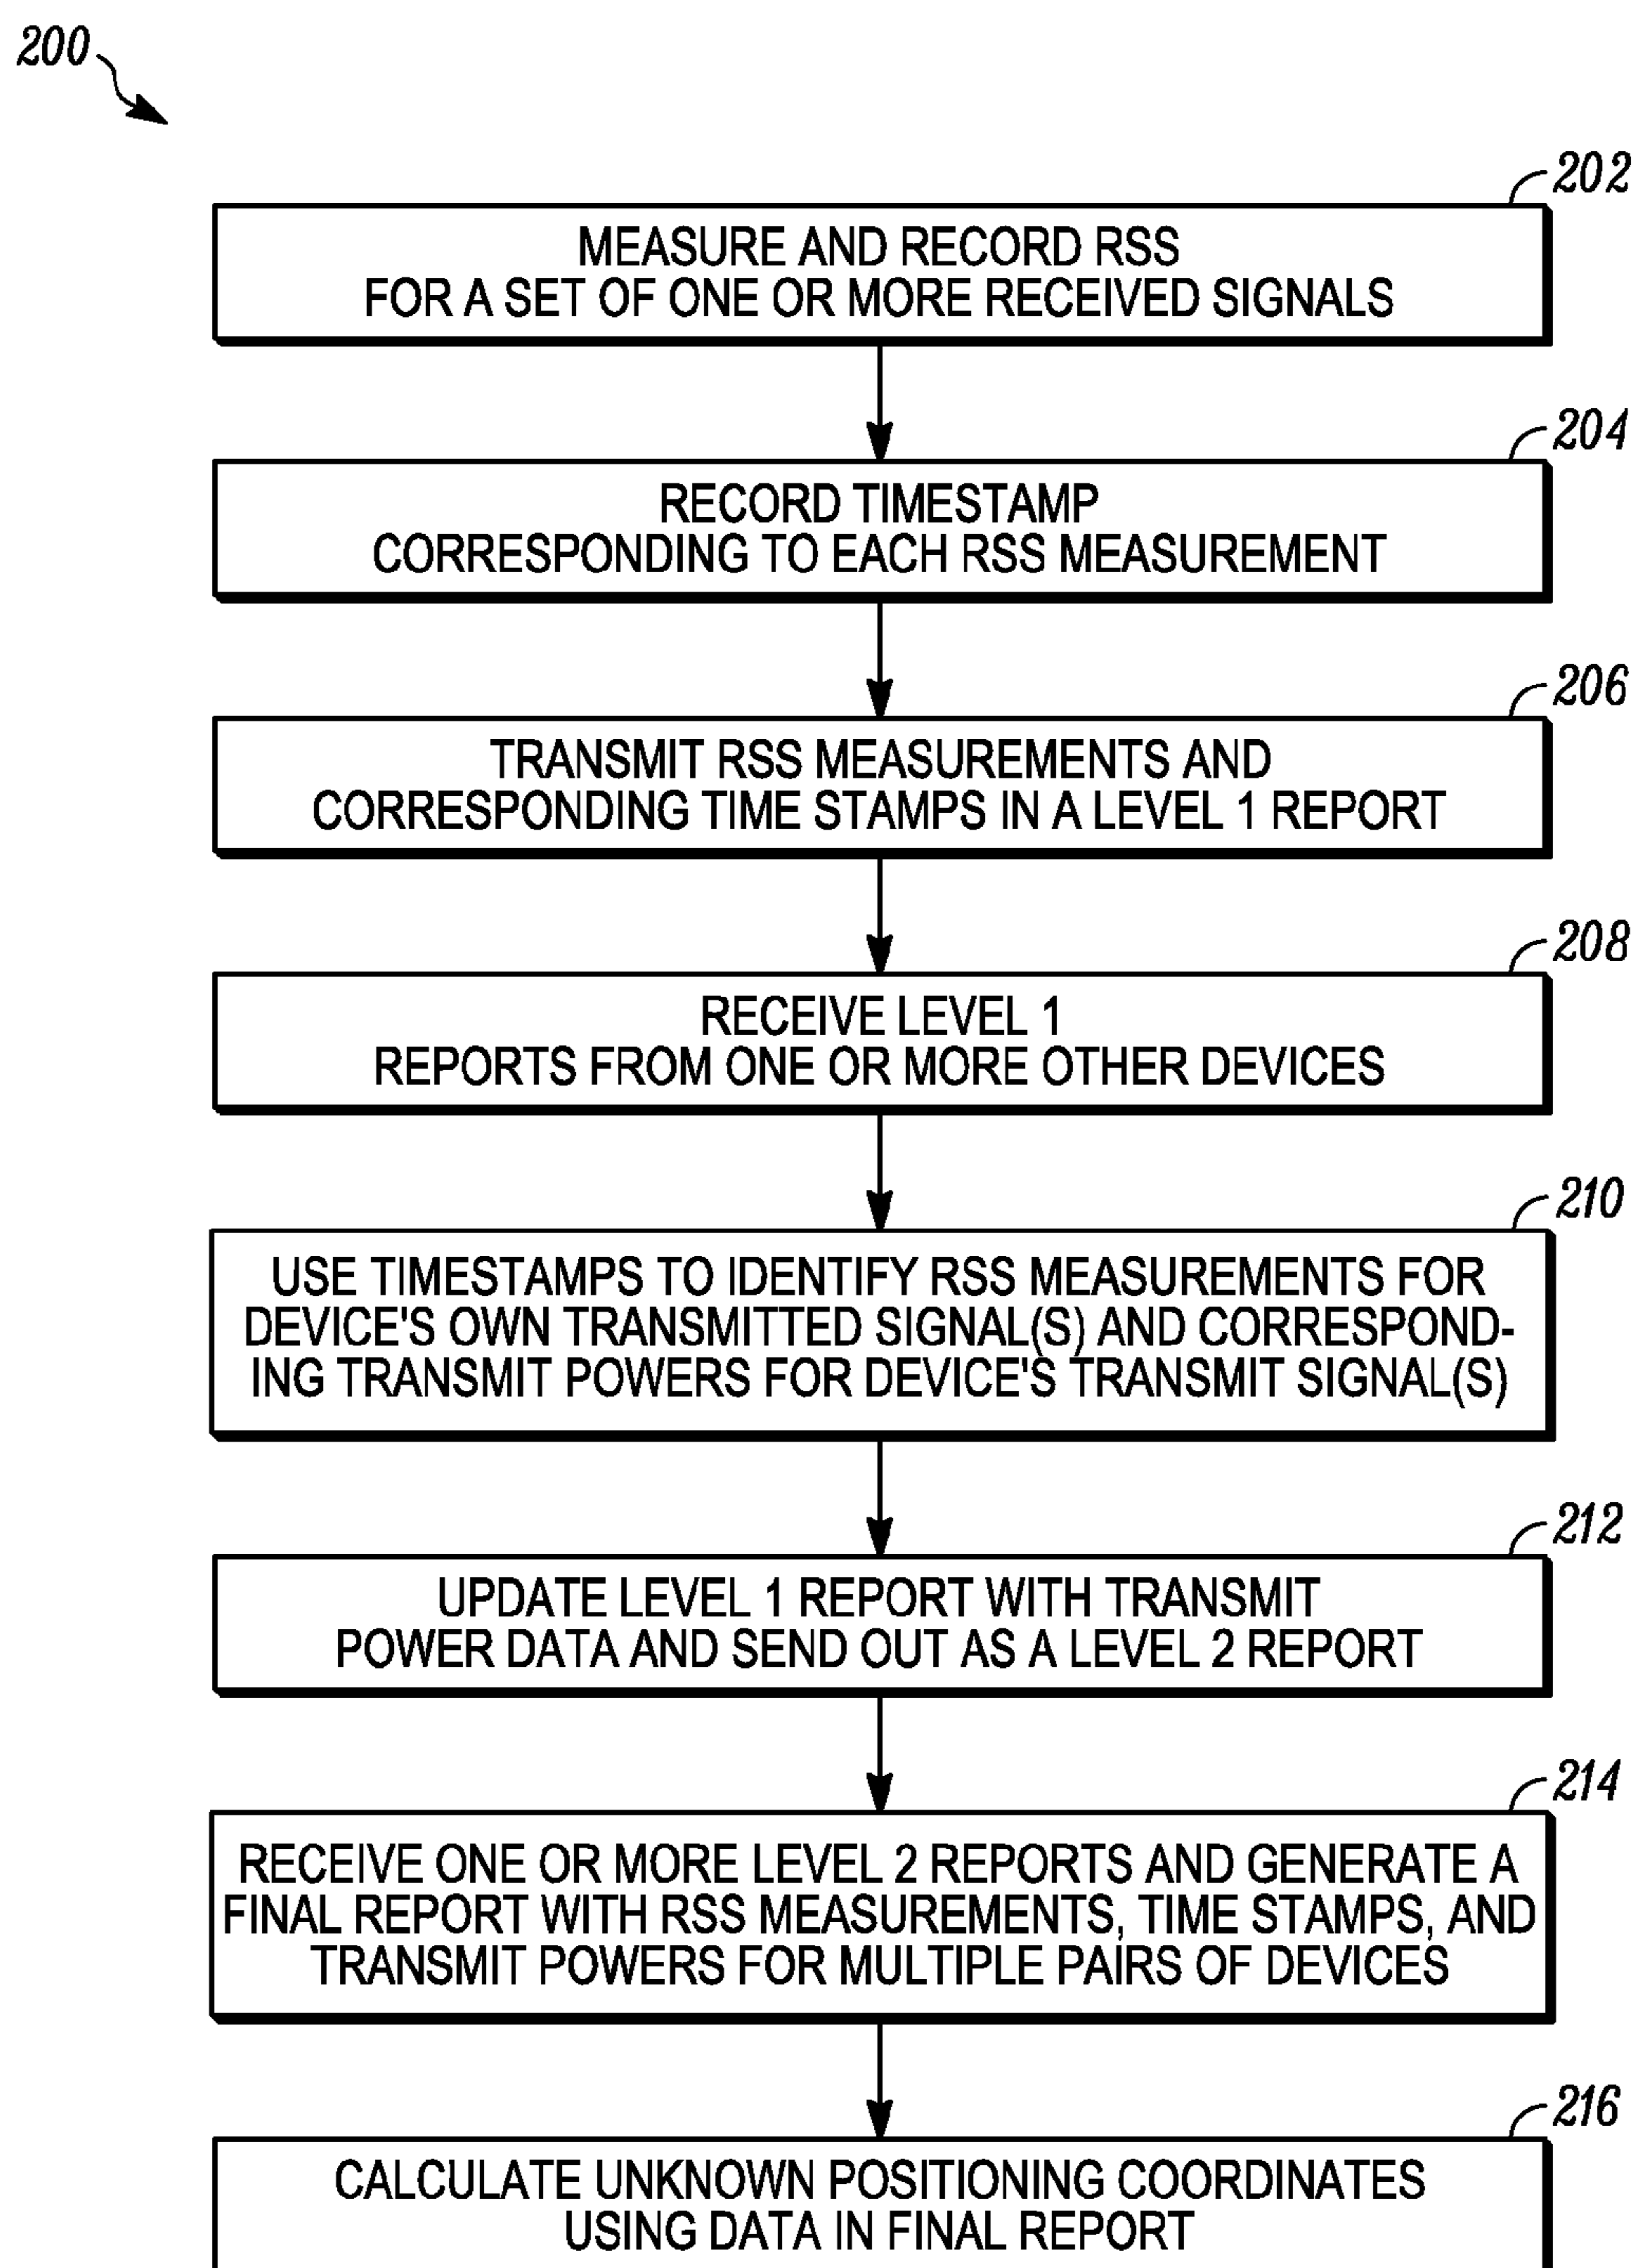 200
202
MEASURE AND RECORD RSS
FOR A SET OF ONE OR MORE RECEIVED SIGNALS
204
RECORD TIMESTAMP
CORRESPONDING TO EACH RSS MEASUREMENT
206
TRANSMIT RSS MEASUREMENTS AND
CORRESPONDING TIME STAMPS IN A LEVEL 1 REPORT
208
RECEIVE LEVEL 1
REPORTS FROM ONE OR MORE OTHER DEVICES
210
USE TIMESTAMPS TO IDENTIFY RSS MEASUREMENTS FOR
DEVICE'S OWN TRANSMITTED SIGNAL(S) AND CORRESPOND-
ING TRANSMIT POWERS FOR DEVICE'S TRANSMIT SIGNAL(S)
212
UPDATE LEVEL 1 REPORT WITH TRANSMIT
POWER DATA AND SEND OUT AS A LEVEL 2 REPORT
214
RECEIVE ONE OR MORE LEVEL 2 REPORTS AND GENERATE A
FINAL REPORT WITH RSS MEASUREMENTS, TIME STAMPS, AND
TRANSMIT POWERS FOR MULTIPLE PAIRS OF DEVICES
216
CALCULATE UNKNOWN POSITIONING COORDINATES
USING DATA IN FINAL REPORT